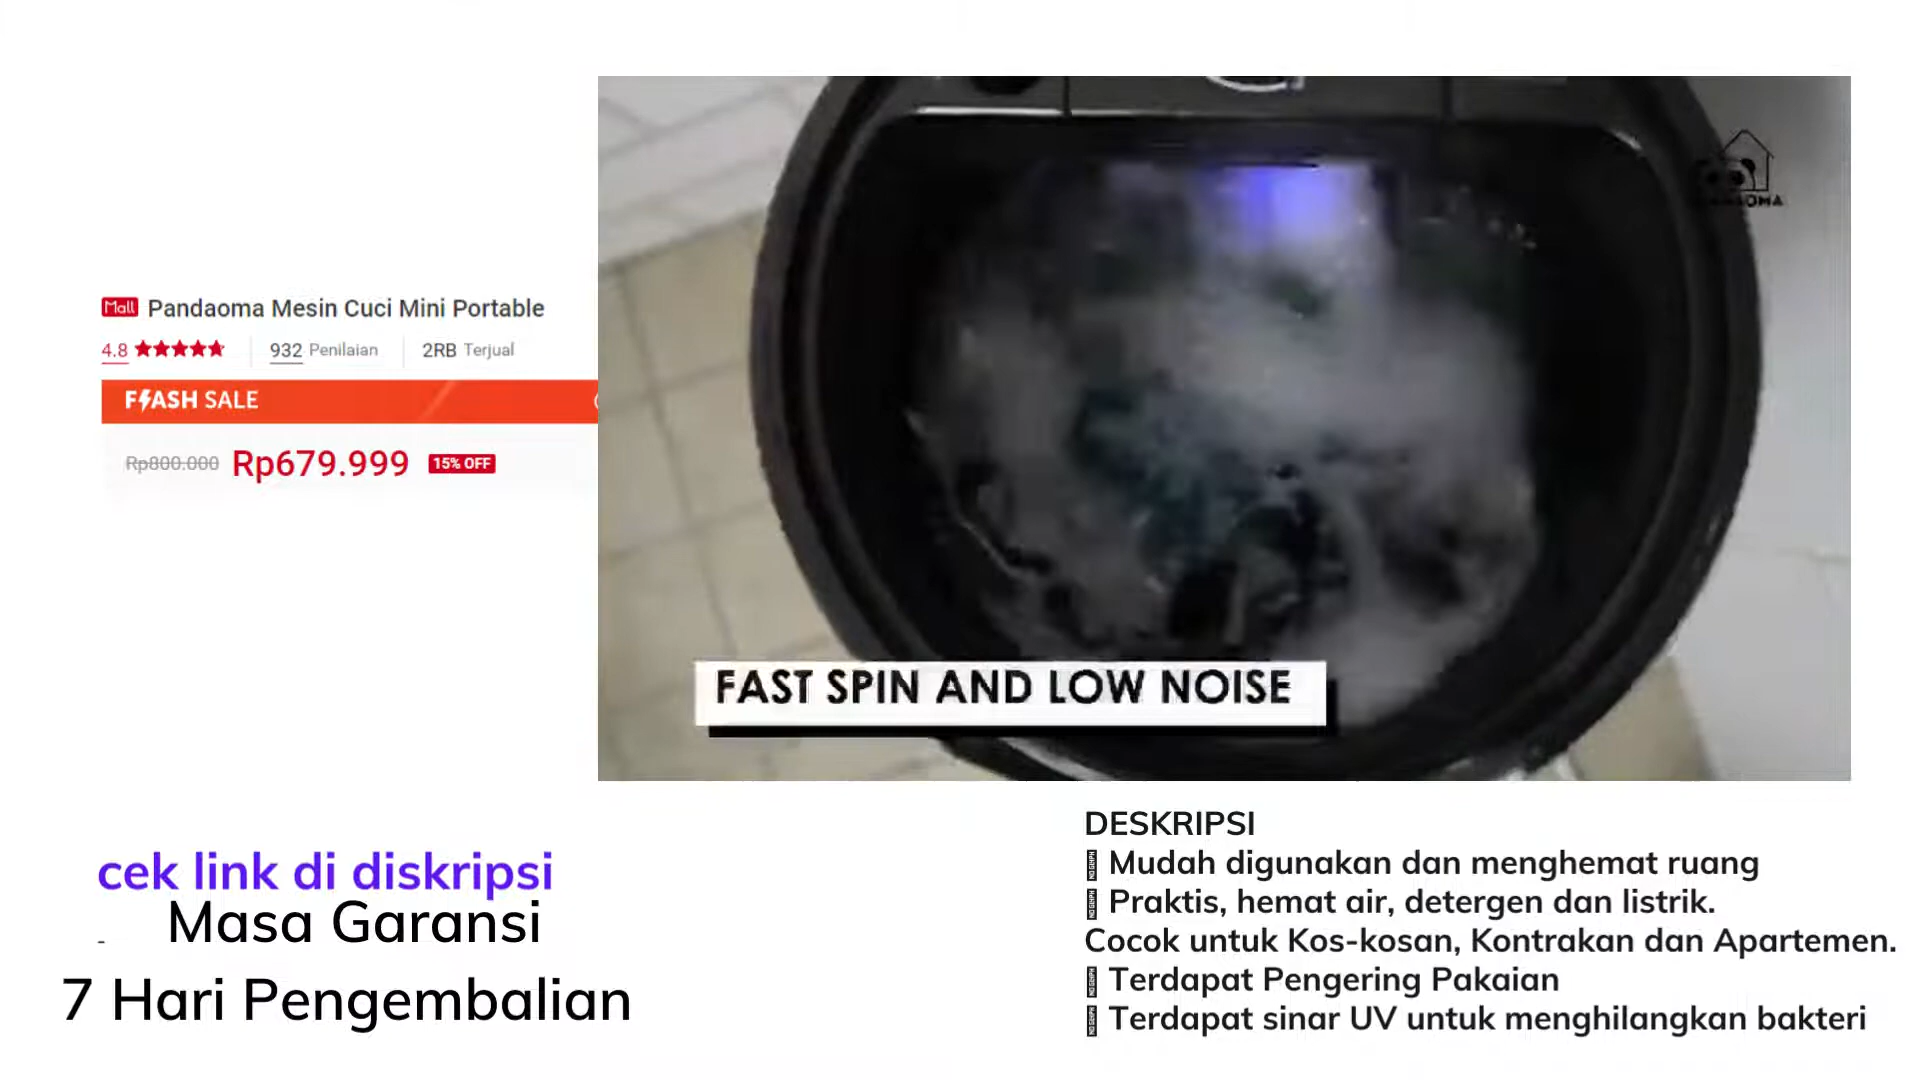 Mall Pandaoma Mesin Cuci Mini Portable
4.8 932 Penilaian 2RB Terjual
FLASH SALE
Rp800.000 Rp679.999 15% OFF
FAST SPIN AND LOW NOISE
cek link di diskripsi
- Masa Garansi
7 Hari Pengembalian
DESKRIPSI
Mudah digunakan dan menghemat ruang
Praktis, hemat air, detergen dan listrik.
Cocok untuk Kos-kosan, Kontrakan dan Apartemen.
Terdapat Pengering Pakaian
Terdapat sinar UV untuk menghilangkan bakteri